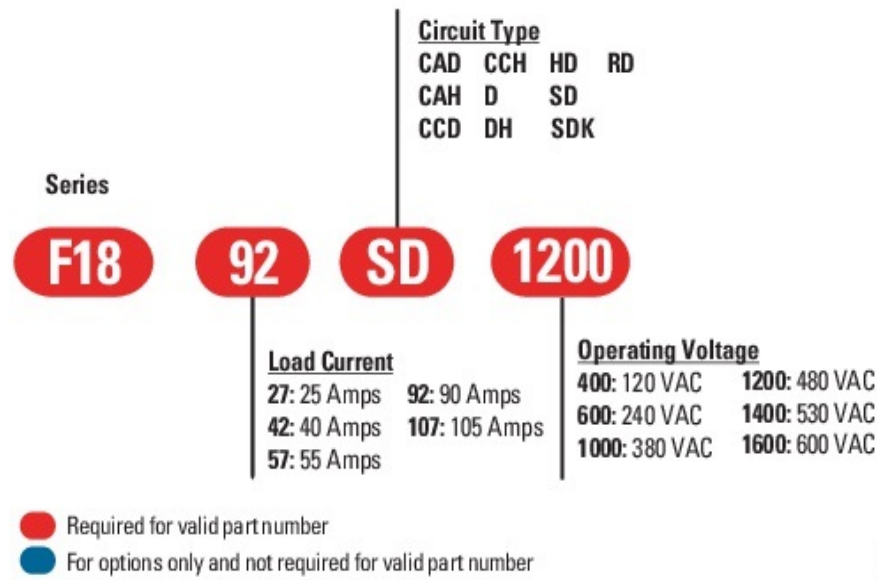 Circuit Type
CAD CCH HD RD
CAH D SD
CCD DH SDK
Series
F18 92 SD 1200
Load Current
27: 25 Amps 92: 90 Amps
42: 40 Amps 107: 105 Amps
57: 55 Amps
Operating Voltage
400: 120 VAC 1200: 480 VAC
600: 240 VAC 1400: 530 VAC
1000: 380 VAC 1600: 600 VAC
Required for valid part number
For options only and not required for valid part number